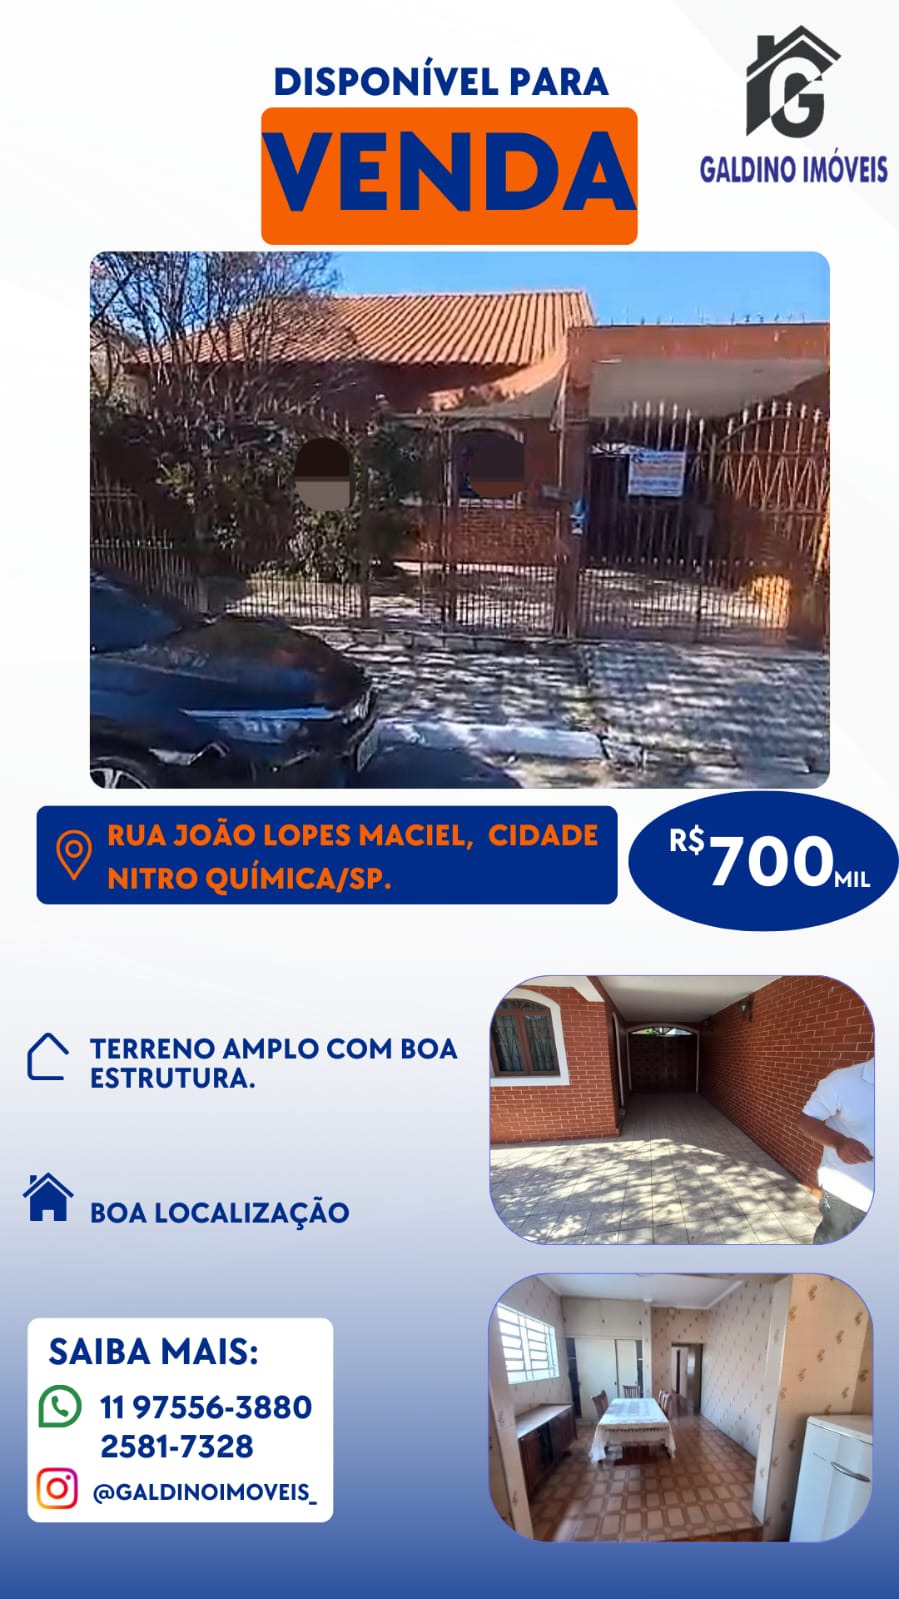 DISPONÍVEL PARA
VENDA
G
GALDINO IMÓVEIS
RUA JOÃO LOPES MACIEL, CIDADE
NITRO QUÍMICA/SP.
R$700MIL
TERRENO AMPLO COM BOA
ESTRUTURA.
BOA LOCALIZAÇÃO
SAIBA MAIS:
11 97556-3880
2581-7328
@GALDINOIMOVEIS_